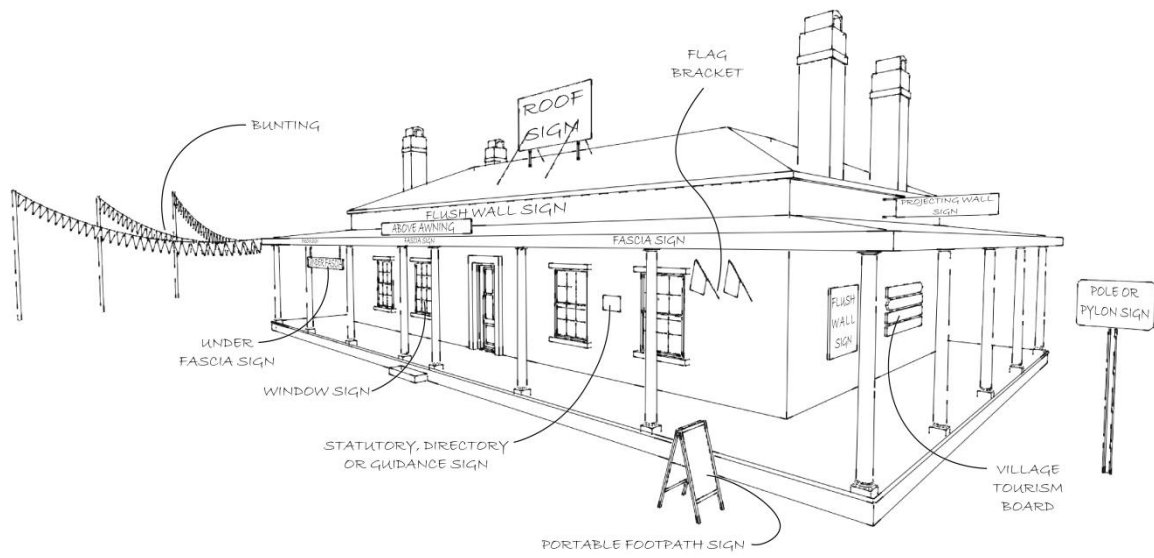 FLAG
BRACKET
ROOF
SIGN
BUNTING
PROJECTING WALL
SIGN
FLUSH WALL SIGN
ABOVE AWNING
FASCIA SIGN
FASCIA SIGN
UNDER FASCIA
POLE OR
PYLON SIGN
FLUSH
WALL
SIGN
UNDER
FASCIA SIGN
WINDOW SIGN
STATUTORY, DIRECTORY
OR GUIDANCE SIGN
VILLAGE
TOURISM
BOARD
PORTABLE FOOTPATH SIGN